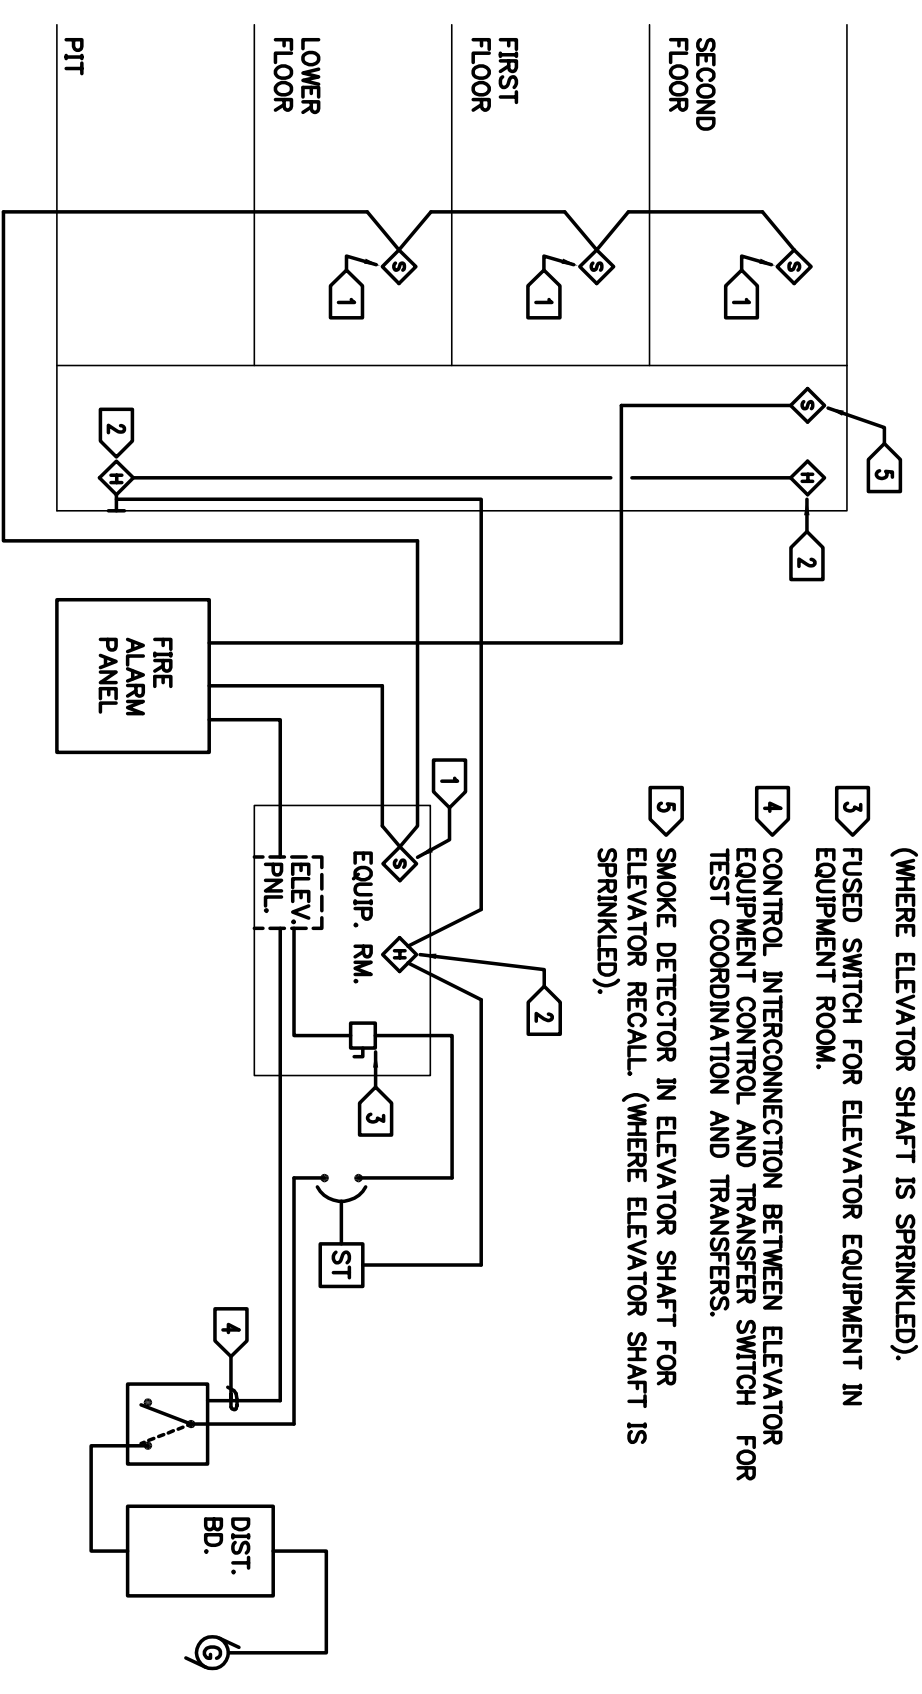 (WHERE ELEVATOR SHAFT IS SPRINKLED).
3
FUSED SWITCH FOR ELEVATOR EQUIPMENT IN
EQUIPMENT ROOM.
4
CONTROL INTERCONNECTION BETWEEN ELEVATOR
EQUIPMENT CONTROL AND TRANSFER SWITCH FOR
TEST COORDINATION AND TRANSFERS.
5
SMOKE DETECTOR IN ELEVATOR SHAFT FOR
ELEVATOR RECALL. (WHERE ELEVATOR SHAFT IS
SPRINKLED).
5
S
H
2
SECOND
FLOOR
S
1
FIRST
FLOOR
S
1
LOWER
FLOOR
S
1
PIT
2
H
FIRE
ALARM
PANEL
1
S
EQUIP. RM.
H
2
ELEV.
PNL.
3
ST
4
DIST.
BD.
G